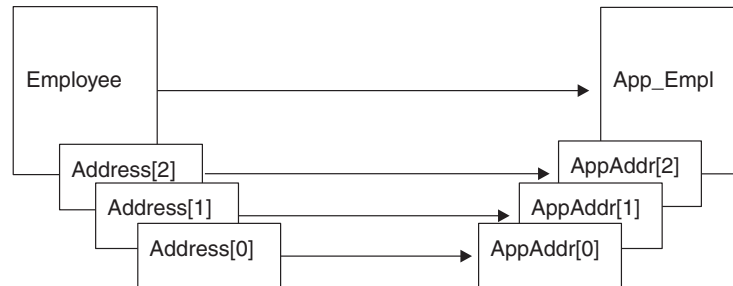 Employee
App_Empl
Address[2]
AppAddr[2]
Address[1]
AppAddr[1]
Address[0]
AppAddr[0]